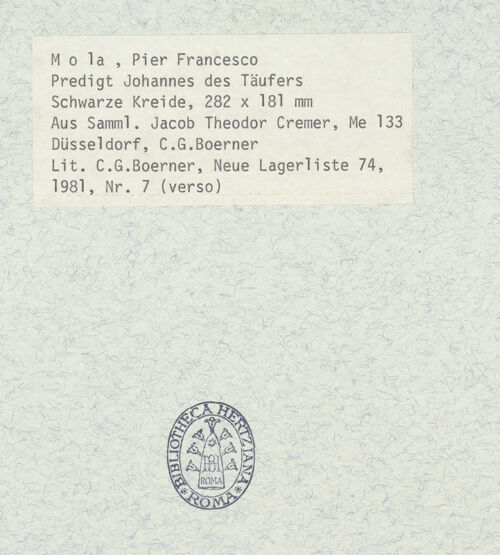 M o la , Pier Francesco
Predigt Johannes des Täufers
Schwarze Kreide, 282 x 181 mm
Aus Samml. Jacob Theodor Cremer, Me 133
Düsseldorf, C.G.Boerner
Lit. C.G.Boerner, Neue Lagerliste 74,
1981, Nr. 7 (verso)
BIBLIOTHECA HERTZIANA
ROMA
* ROMA *